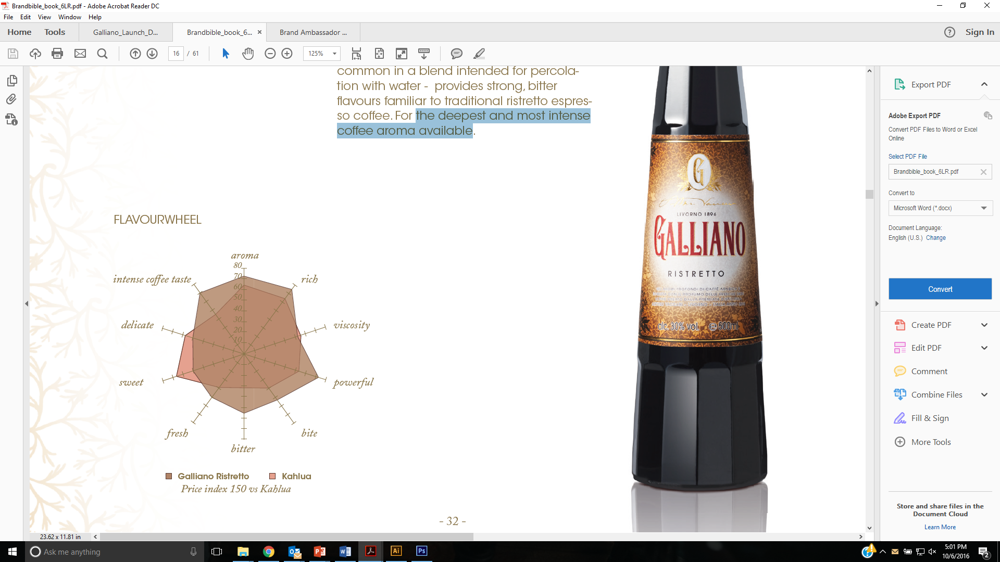 Brandbible_book_6LR.pdf - Adobe Acrobat Reader DC
File Edit View Window Help
Home Tools Galliano_Launch_D... Brandbible_book_6... × Brand Ambassador ... Sign In
16 / 61 125%
common in a blend intended for percola-
tion with water - provides strong, bitter
flavours familiar to traditional ristretto espres-
so coffee. For the deepest and most intense
coffee aroma available.
FLAVOURWHEEL
aroma
80
70
60
50
40
30
20
10
intense coffee taste
rich
delicate
viscosity
sweet
powerful
fresh
bite
bitter
Galliano Ristretto Kahlua
Price index 150 vs Kahlua
- 32 -
G
LIVORNO 1896
GALLIANO
RISTRETTO
alc. 30% vol. e 500ml
Export PDF
Adobe Export PDF
Convert PDF Files to Word or Excel
Online
Select PDF File
Brandbible_book_6LR.pdf
Convert to
Microsoft Word (*.docx)
Document Language:
English (U.S.) Change
Convert
Create PDF
Edit PDF
Comment
Combine Files
Fill & Sign
More Tools
Store and share files in the
Document Cloud
Learn More
23.62 x 11.81 in
Ask me anything
Ai
Ps
5:01 PM
10/6/2016
2